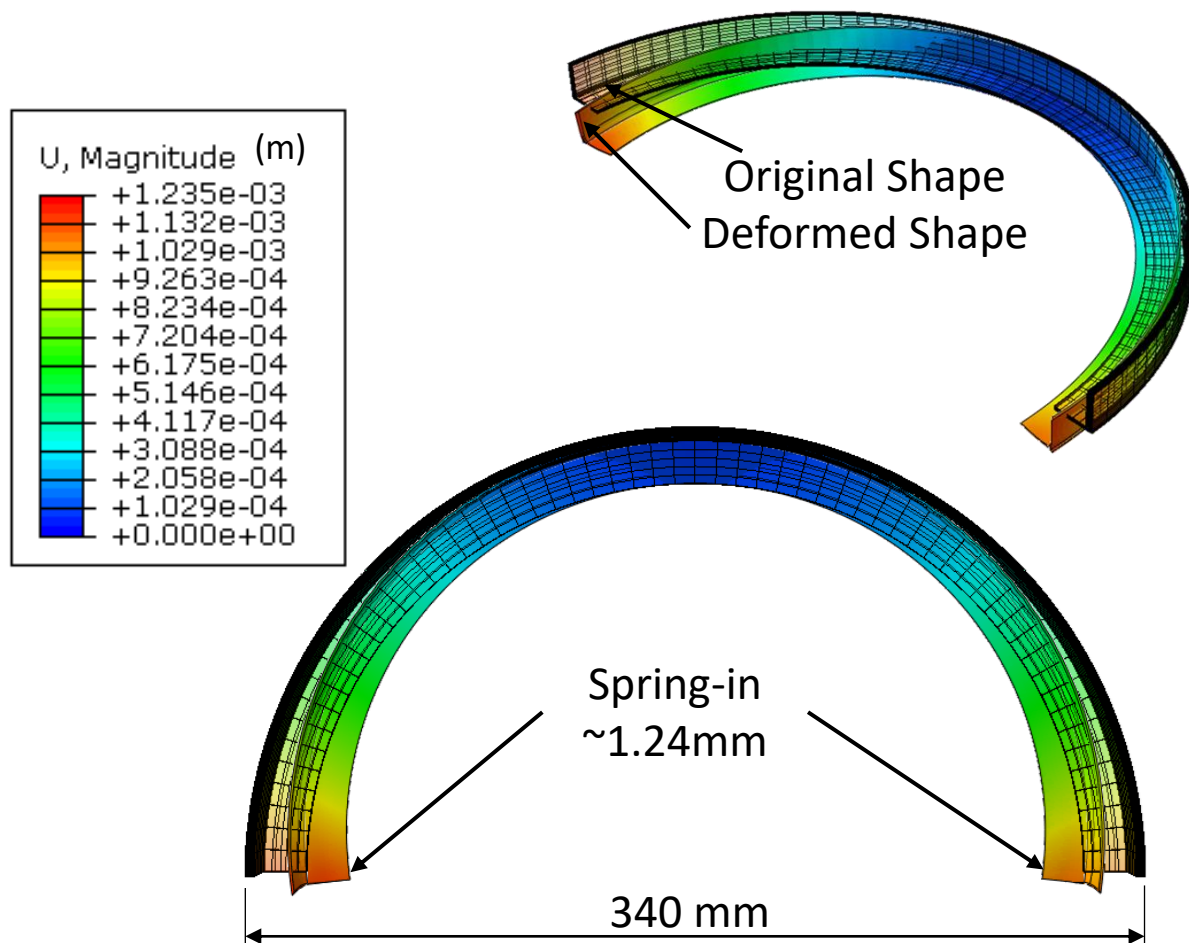 U, Magnitude (m)
+1.235e-03
+1.132e-03
+1.029e-03
+9.263e-04
+8.234e-04
+7.204e-04
+6.175e-04
+5.146e-04
+4.117e-04
+3.088e-04
+2.058e-04
+1.029e-04
+0.000e+00
Original Shape
Deformed Shape
Spring-in
~1.24mm
340 mm